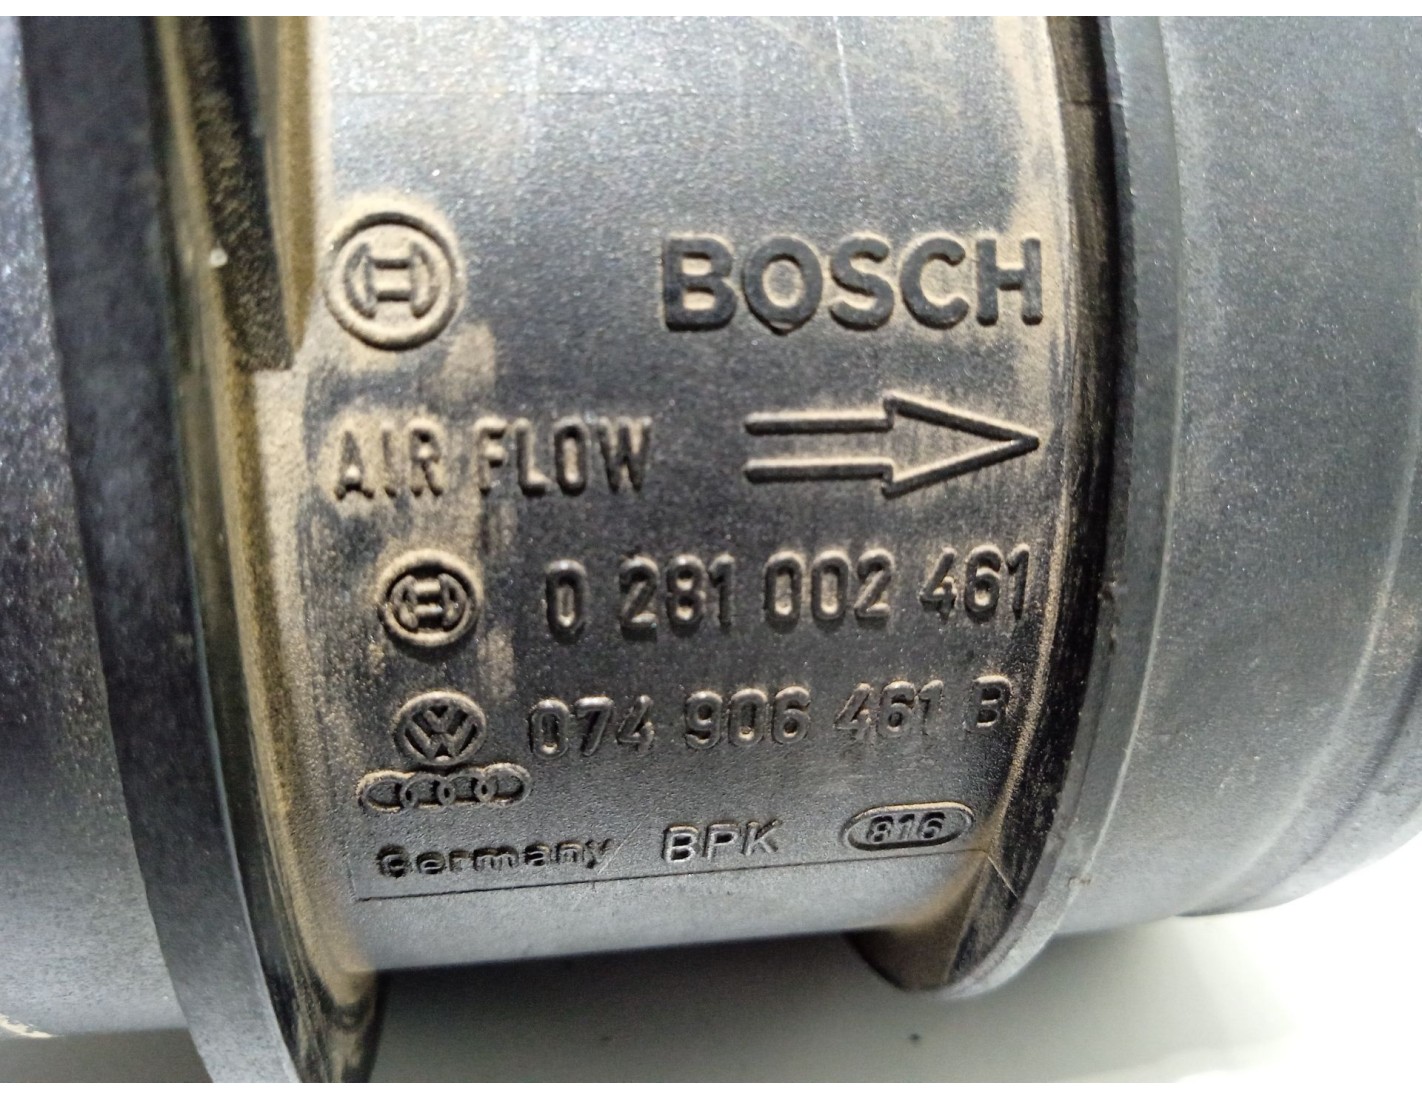 BOSCH
AIR FLOW
0 281 002 461
074 906 461 B
Germany BPK 816